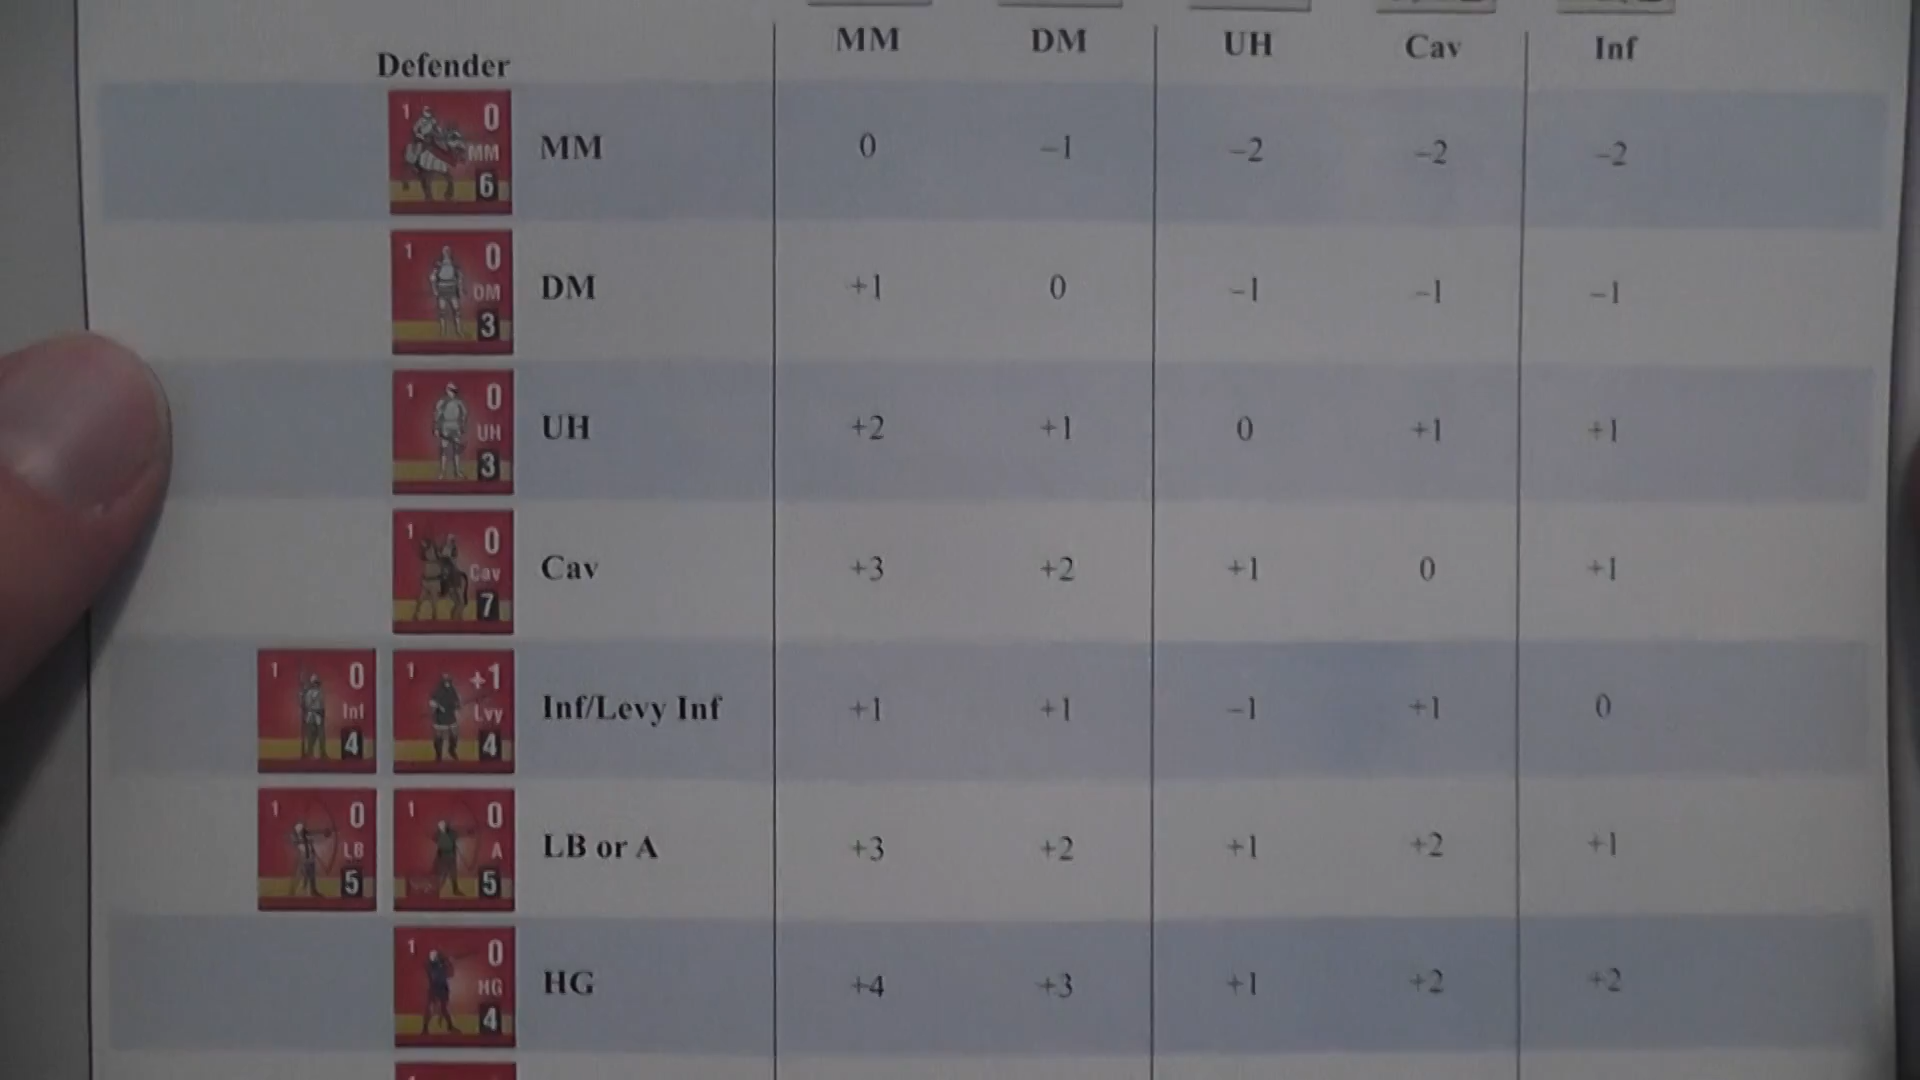 MM DM UH Cav Inf
Defender
1 0 MM 6 MM 0 –1 –2 –2 –2
1 0 DM 3 DM +1 0 –1 –1 –1
1 0 UH 3 UH +2 +1 0 +1 +1
1 0 Cav 7 Cav +3 +2 +1 0 +1
1 0 Inf 4 1 +1 Lvy 4 Inf/Levy Inf +1 +1 –1 +1 0
1 0 LB 5 1 0 A 5 LB or A +3 +2 +1 +2 +1
1 0 HG 4 HG +4 +3 +1 +2 +2